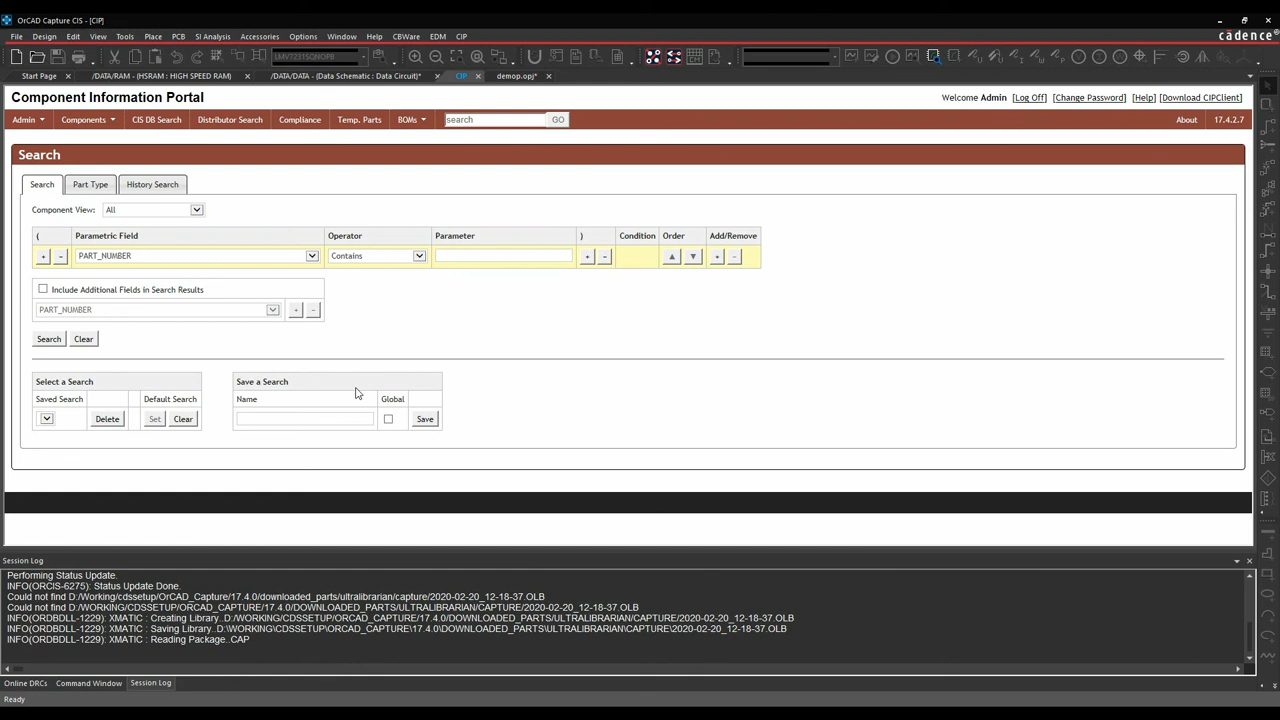 OrCAD Capture CIS - [CIP]
File Design Edit View Tools Place PCB SI Analysis Accessories Options Window Help CBWare EDM CIP
cadence
LMV7231SQNOPB
Start Page /DATA/RAM - (HSRAM : HIGH SPEED RAM) /DATA/DATA - (Data Schematic : Data Circuit)* CIP demop.opj*
Component Information Portal
Welcome Admin [Log Off] [Change Password] [Help] [Download CIPClient]
Admin Components CIS DB Search Distributor Search Compliance Temp. Parts BOMs search GO About 17.4.2.7
Search
Search Part Type History Search
Component View: All
( Parametric Field Operator Parameter ) Condition Order Add/Remove
+ - PART_NUMBER Contains + - ▲ ▼ + -
Include Additional Fields in Search Results
PART_NUMBER + -
Search Clear
Select a Search Save a Search
Saved Search Default Search Name Global
Delete Set Clear Save
Session Log
Performing Status Update.
INFO(ORCIS-6275): Status Update Done.
Could not find D:/Working/cdssetup/OrCAD_Capture/17.4.0/downloaded_parts/ultralibrarian/capture/2020-02-20_12-18-37.OLB
Could not find D:/WORKING/CDSSETUP/ORCAD_CAPTURE/17.4.0/DOWNLOADED_PARTS/ULTRALIBRARIAN/CAPTURE/2020-02-20_12-18-37.OLB
INFO(ORDBDLL-1229): XMATIC : Creating Library..D:/WORKING/CDSSETUP/ORCAD_CAPTURE/17.4.0/DOWNLOADED_PARTS/ULTRALIBRARIAN/CAPTURE/2020-02-20_12-18-37.OLB
INFO(ORDBDLL-1229): XMATIC : Saving Library..D:\WORKING\CDSSETUP\ORCAD_CAPTURE\17.4.0\DOWNLOADED_PARTS\ULTRALIBRARIAN\CAPTURE\2020-02-20_12-18-37.OLB
INFO(ORDBDLL-1229): XMATIC : Reading Package..CAP
Online DRCs Command Window Session Log
Ready